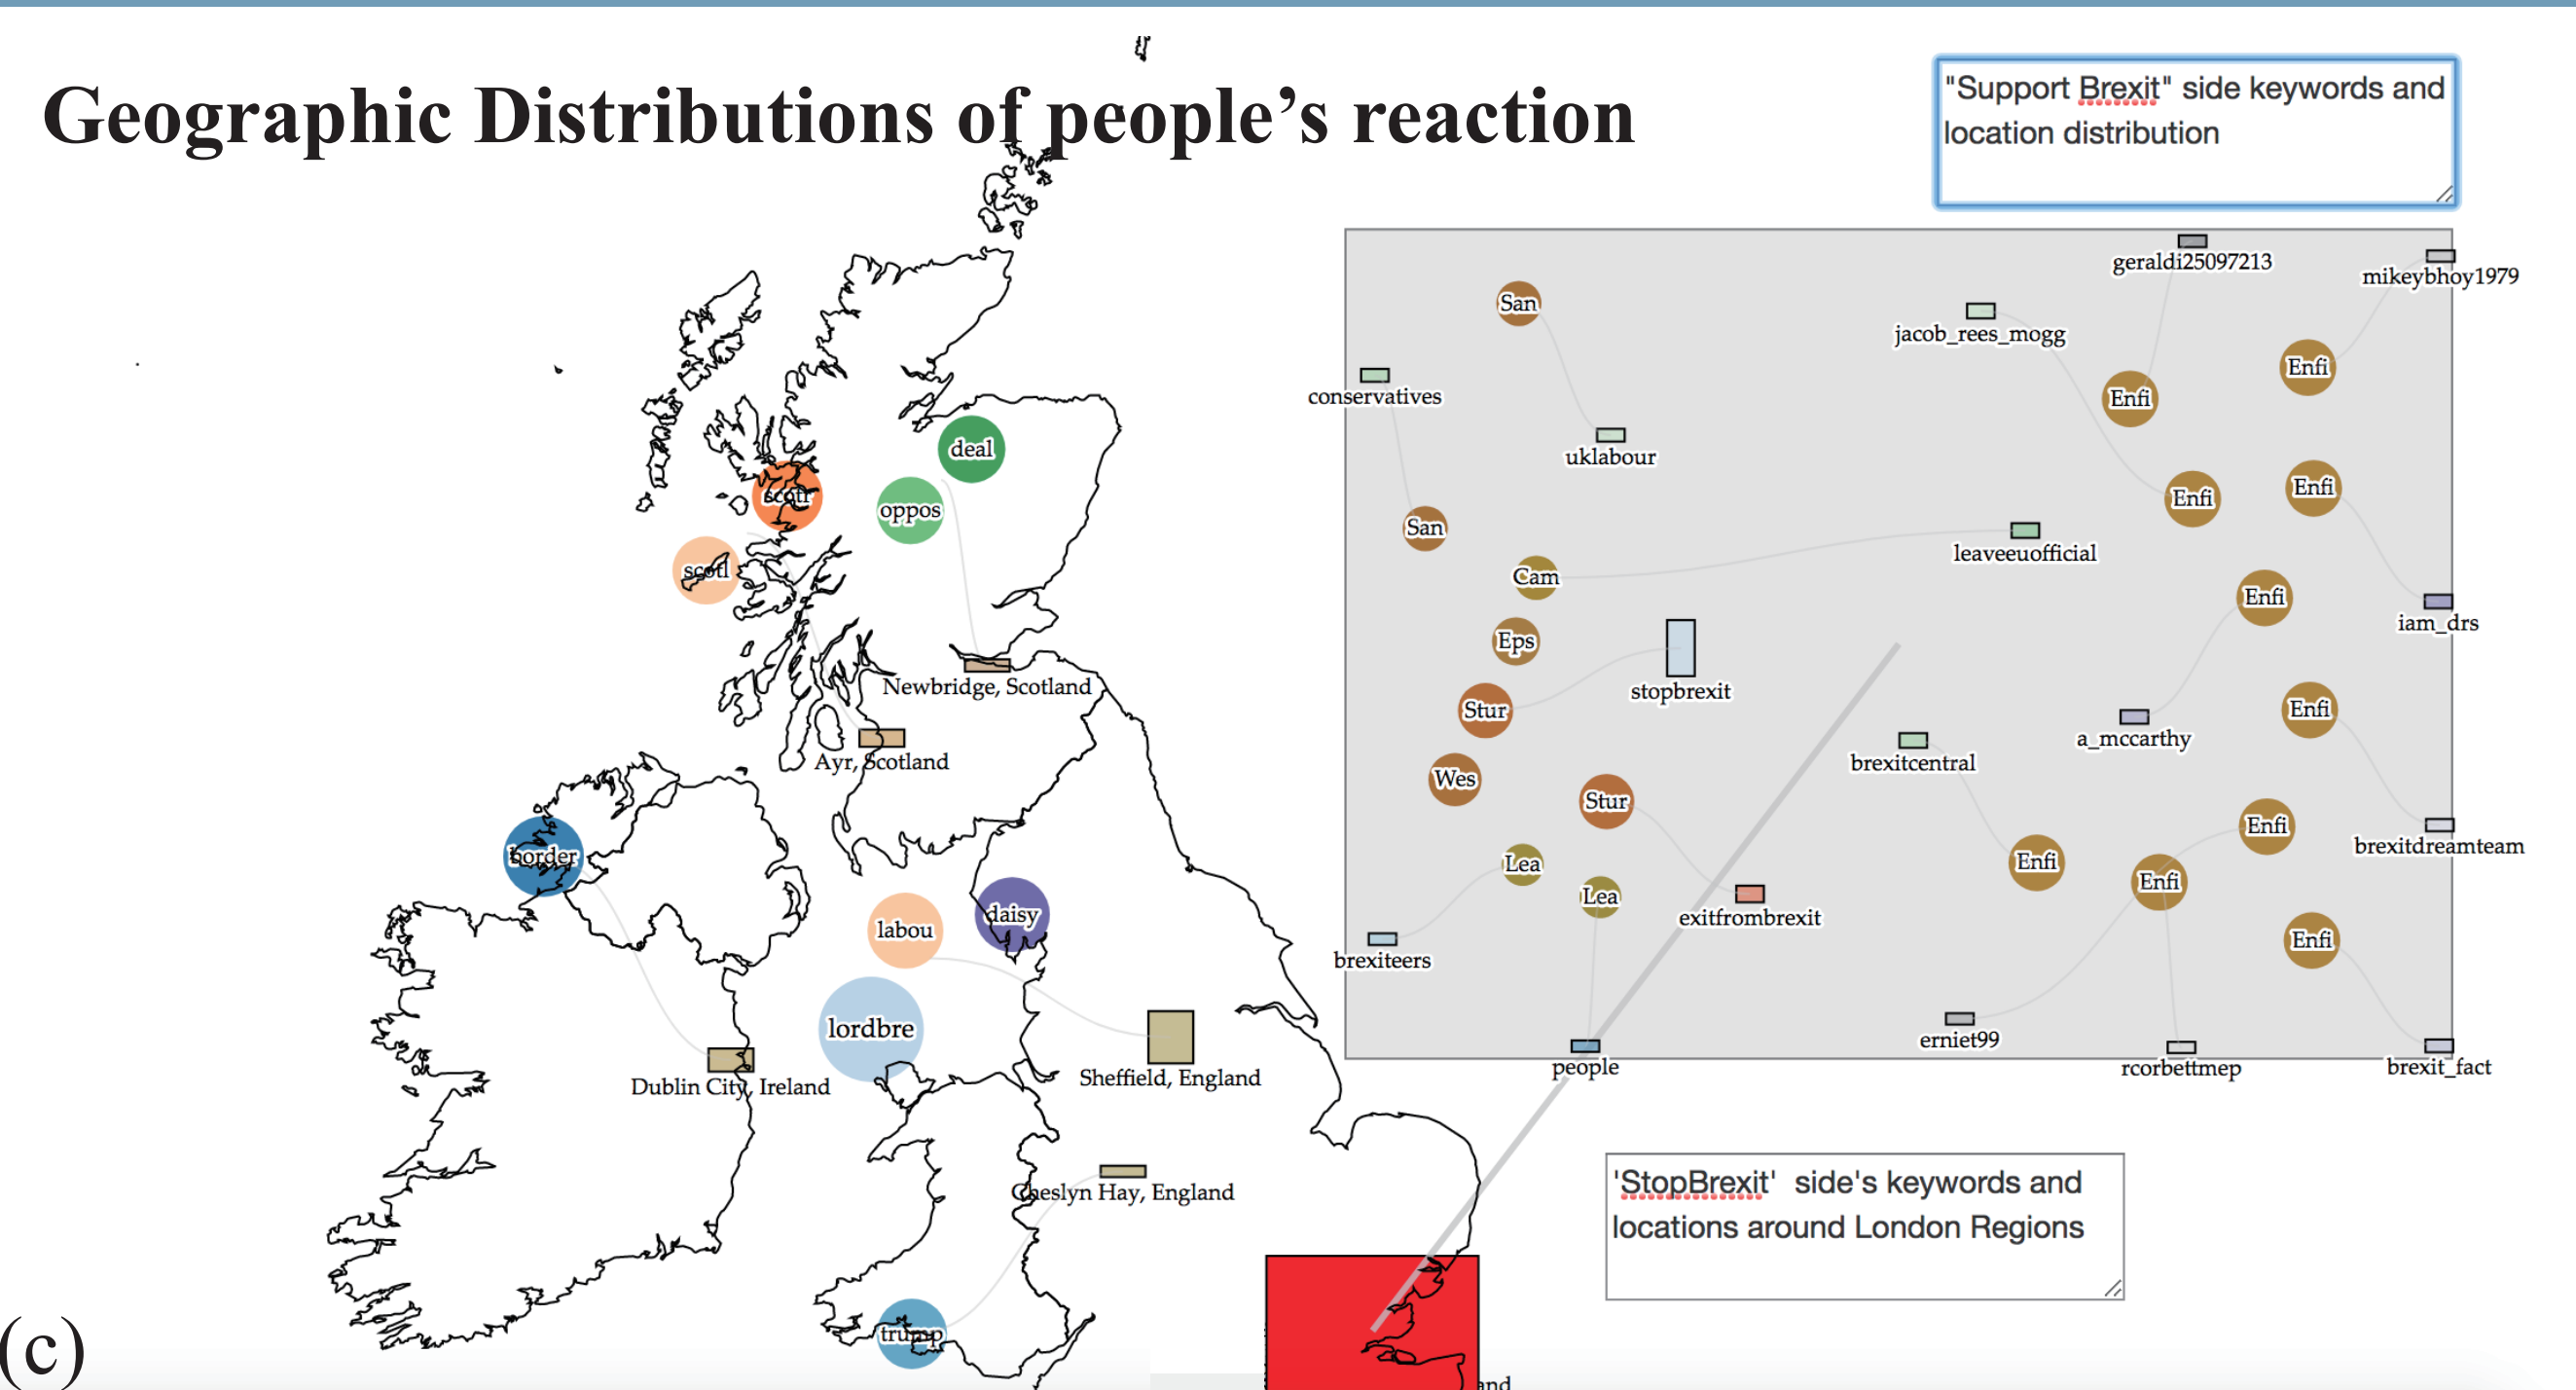 Geographic Distributions of people's reaction
"Support Brexit" side keywords and
location distribution
geraldi25097213
mikeybhoy1979
San
jacob_rees_mogg
Enfi
conservatives
Enfi
uklabour
deal
scotr
oppos
Enfi
Enfi
San
leaveeuofficial
scotl
Cam
Enfi
iam_drs
Eps
stopbrexit
Newbridge, Scotland
Stur
Enfi
a_mccarthy
Ayr, Scotland
brexitcentral
Wes
Stur
Enfi
brexitdreamteam
border
Lea
Enfi
Enfi
Lea
labou
daisy
exitfrombrexit
Enfi
brexiteers
lordbre
erniet99
people
rcorbettmep
brexit_fact
Dublin City, Ireland
Sheffield, England
Cheslyn Hay, England
'StopBrexit' side's keywords and
locations around London Regions
trump
(c)